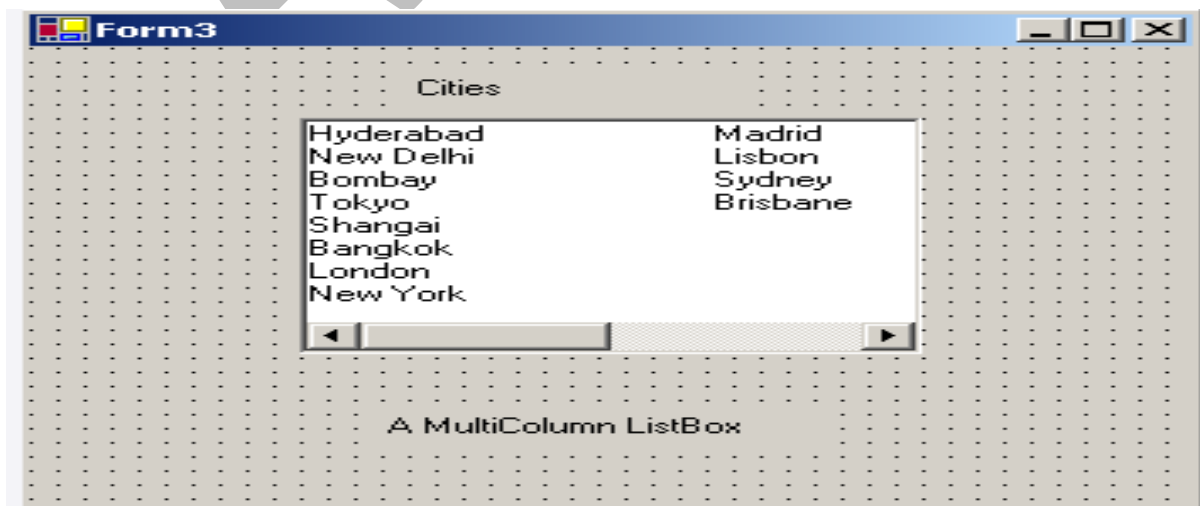 Form3
Cities
Hyderabad
New Delhi
Bombay
Tokyo
Shangai
Bangkok
London
New York
Madrid
Lisbon
Sydney
Brisbane
A MultiColumn ListBox